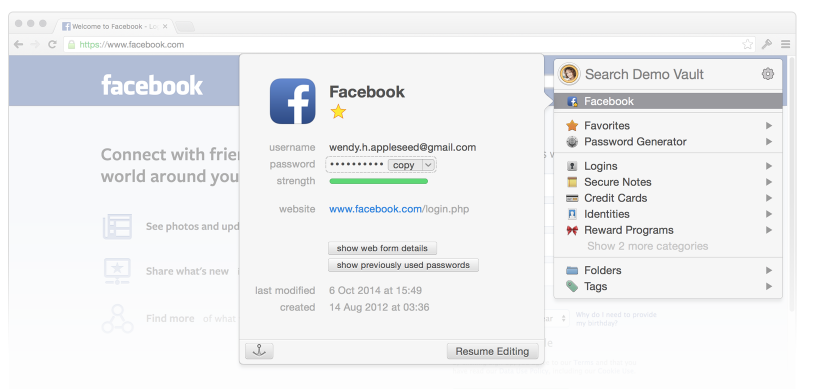 Welcome to Facebook - Lo
https://www.facebook.com
facebook
Connect with frie
world around you
See photos and upd
Share what's new
Find more of what
Facebook
username wendy.h.appleseed@gmail.com
password •••••••••• copy
strength
website www.facebook.com/login.php
show web form details
show previously used passwords
last modified 6 Oct 2014 at 15:49
created 14 Aug 2012 at 03:36
Resume Editing
Search Demo Vault
Facebook
Favorites
Password Generator
Logins
Secure Notes
Credit Cards
Identities
Reward Programs
Show 2 more categories
Folders
Tags
Why do I need to provide
my birthday?